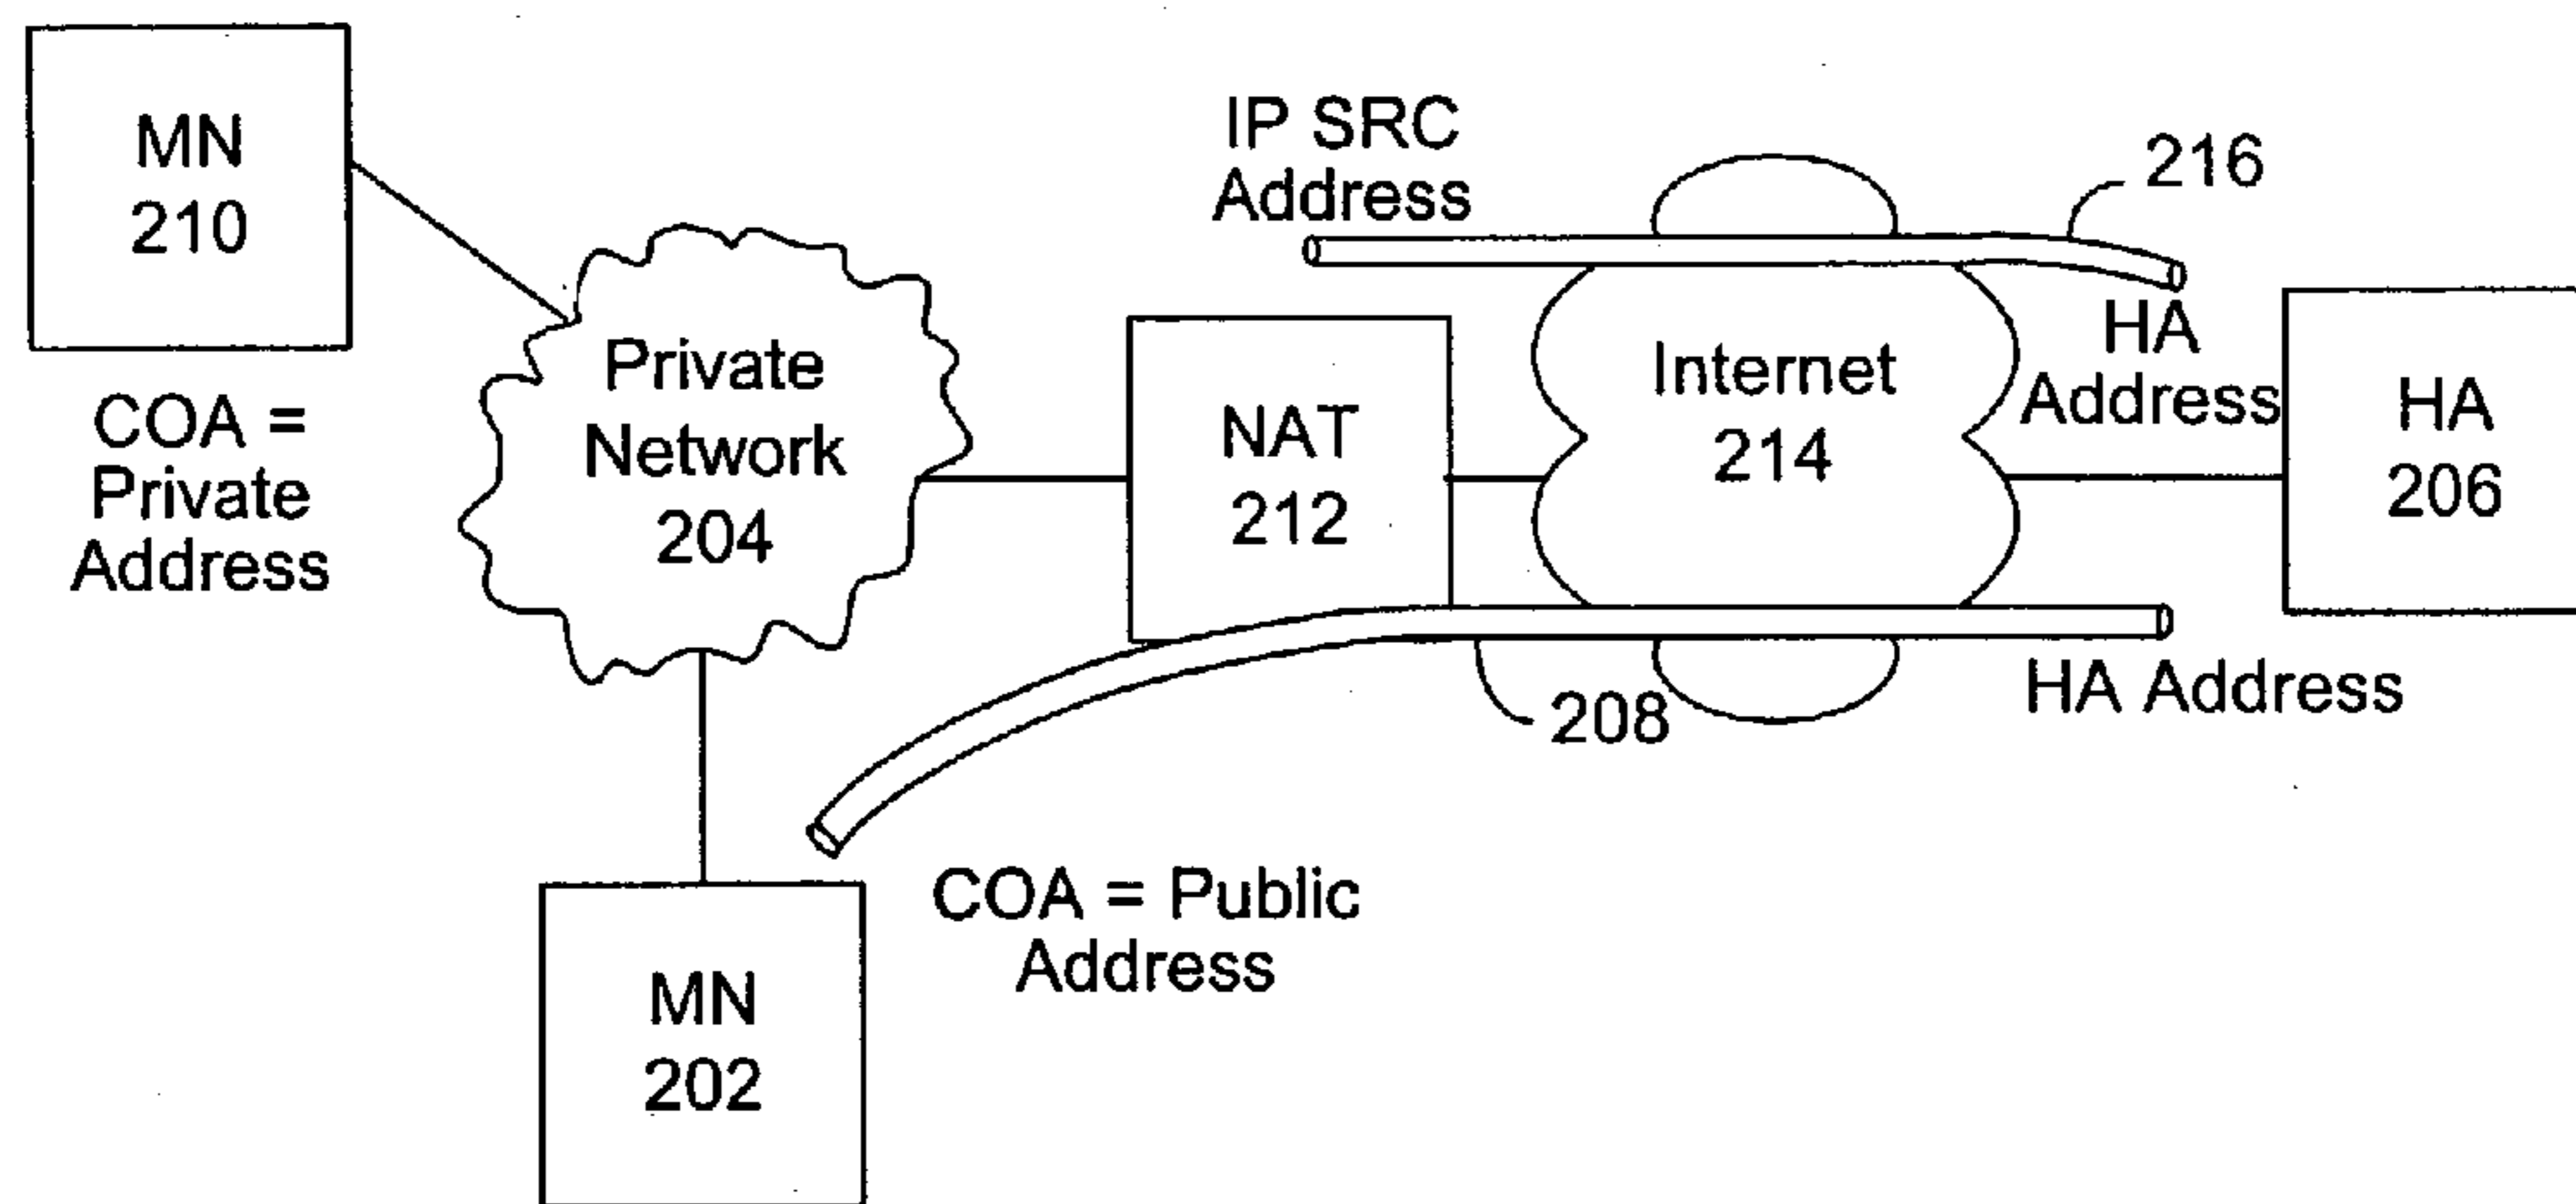 MN
210
COA =
Private
Address
Private
Network
204
IP SRC
Address
216
NAT
212
Internet
214
HA
Address
HA
206
208
HA Address
COA = Public
Address
MN
202